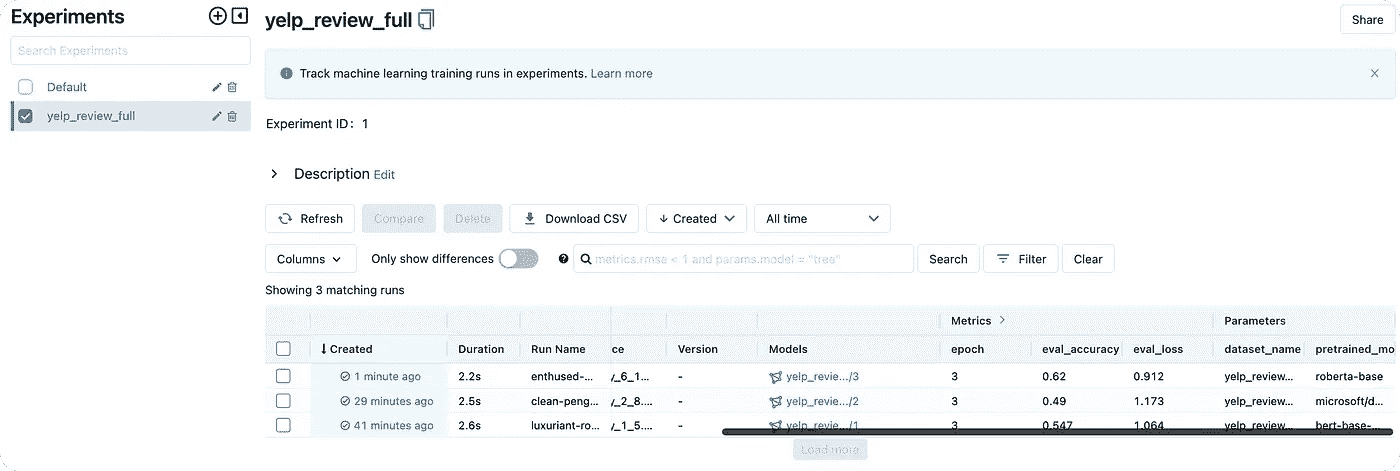 Experiments
Search Experiments
Default
yelp_review_full
yelp_review_full
Share
Track machine learning training runs in experiments. Learn more
Experiment ID: 1
Description Edit
Refresh Compare Delete Download CSV Created All time
Columns Only show differences metrics.rmse < 1 and params.model = "tree" Search Filter Clear
Showing 3 matching runs
Metrics Parameters
Created Duration Run Name ce Version Models epoch eval_accuracy eval_loss dataset_name pretrained_mo
1 minute ago 2.2s enthused-... /_6_1... - yelp_revie.../3 3 0.62 0.912 yelp_review... roberta-base
29 minutes ago 2.5s clean-peng... /_2_8.... - yelp_revie.../2 3 0.49 1.173 yelp_review... microsoft/d...
41 minutes ago 2.6s luxuriant-ro... /_1_5.... - yelp_revie.../1 3 0.547 1.064 yelp_review... bert-base-...
Load more